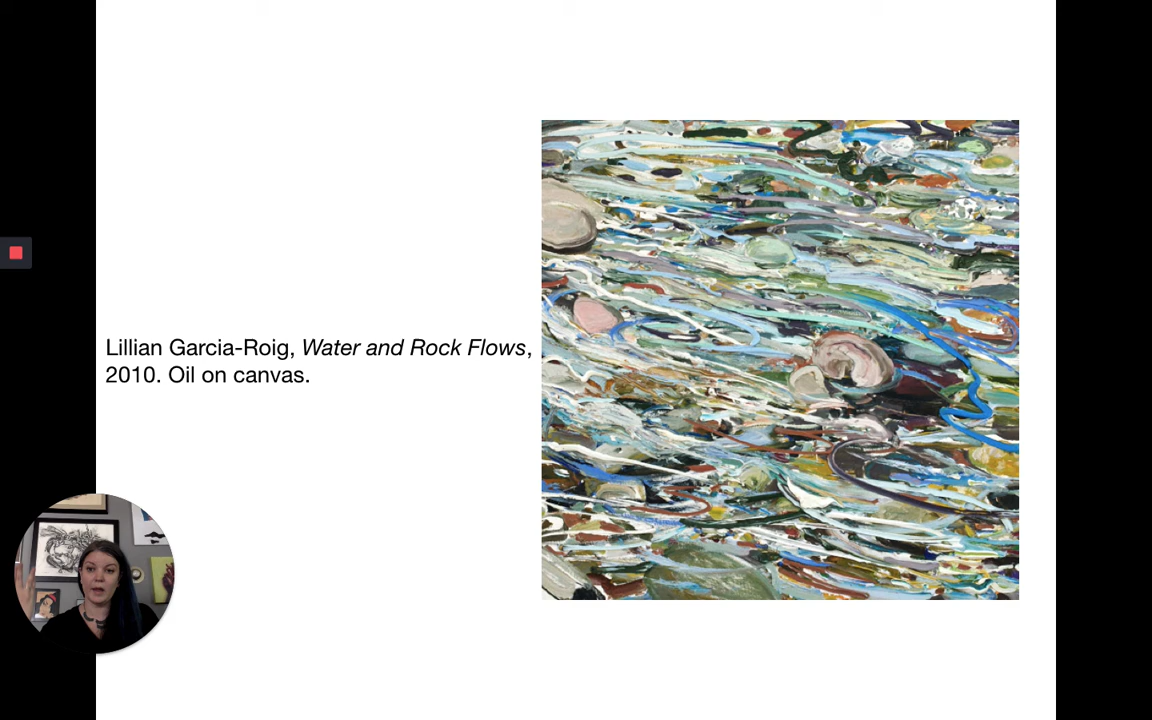 Lillian Garcia-Roig, Water and Rock Flows,
2010. Oil on canvas.